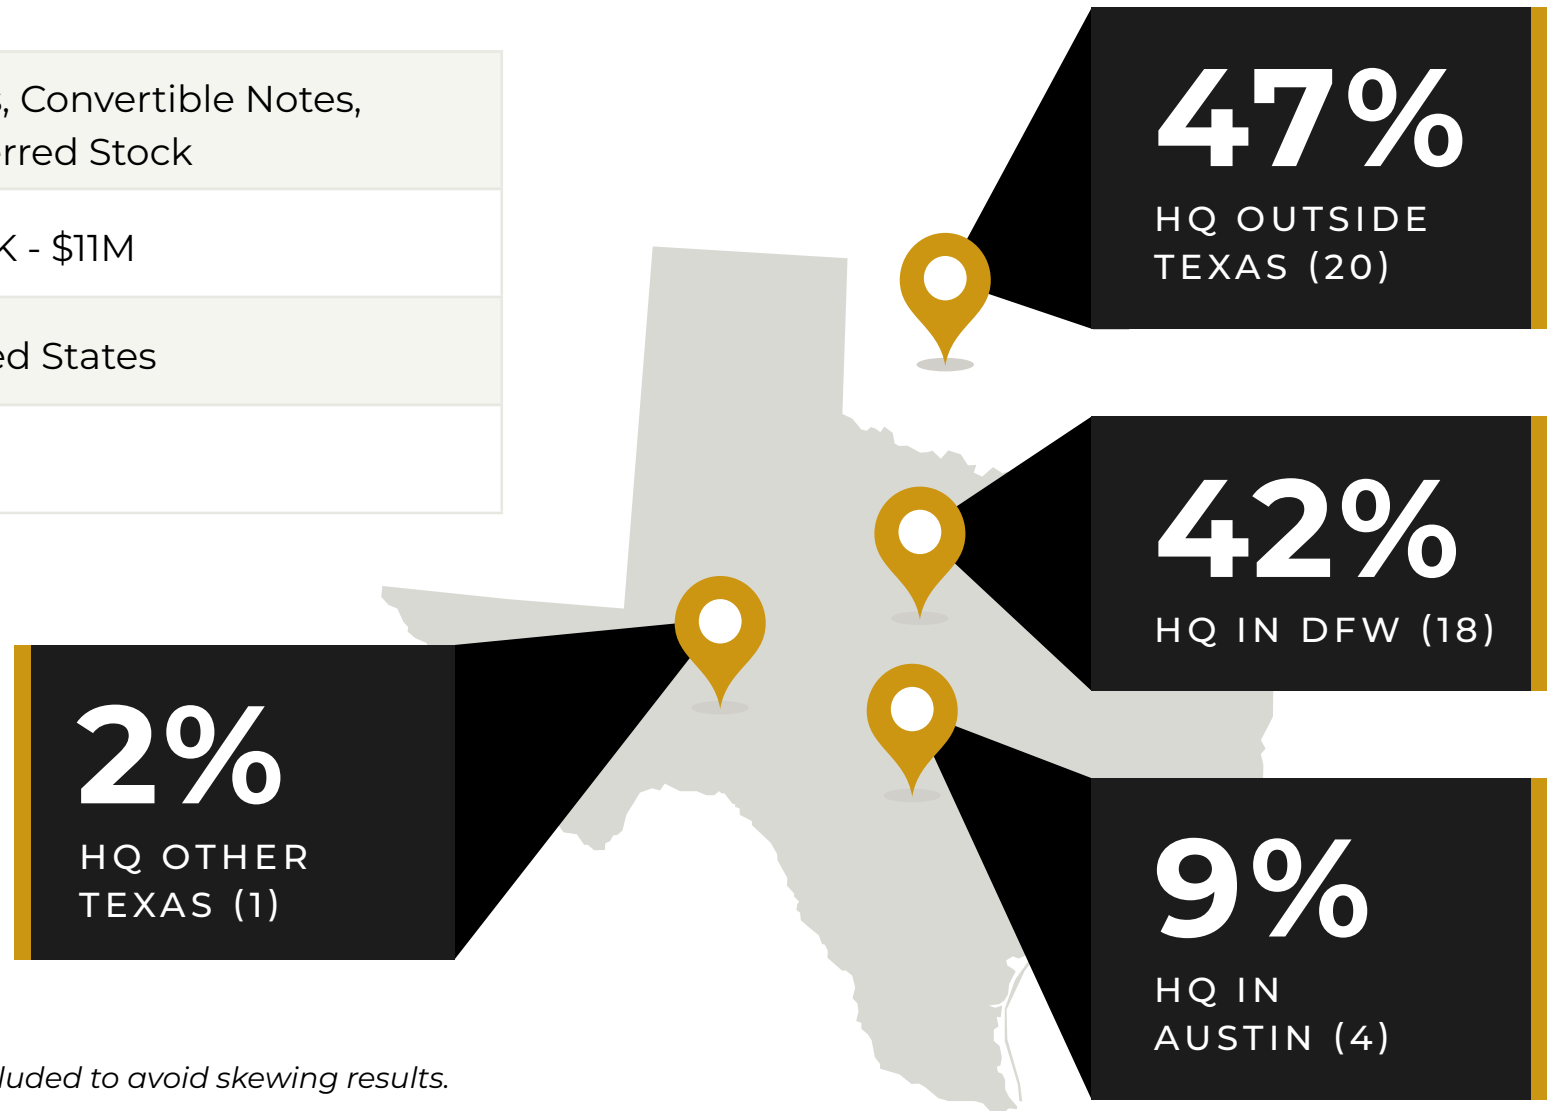 , Convertible Notes,
rred Stock
K - $11M
ed States
47%
HQ OUTSIDE
TEXAS (20)
42%
HQ IN DFW (18)
2%
HQ OTHER
TEXAS (1)
9%
HQ IN
AUSTIN (4)
luded to avoid skewing results.